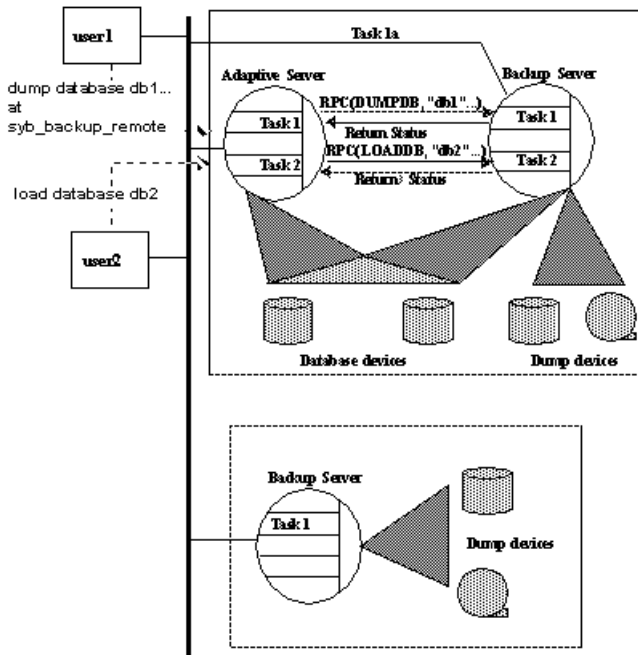 user1
Task 1a
dump database db1...
at
syb_backup_remote
Adaptive Server
Backup Server
RPC(DUMPDB, "db1"...)
Task 1
Task 1
Return Status
RPC(LOADDB, "db2"...)
Task 2
Task 2
Return Status
load database db2
user2
Database devices
Dump devices
Backup Server
Task 1
Dump devices